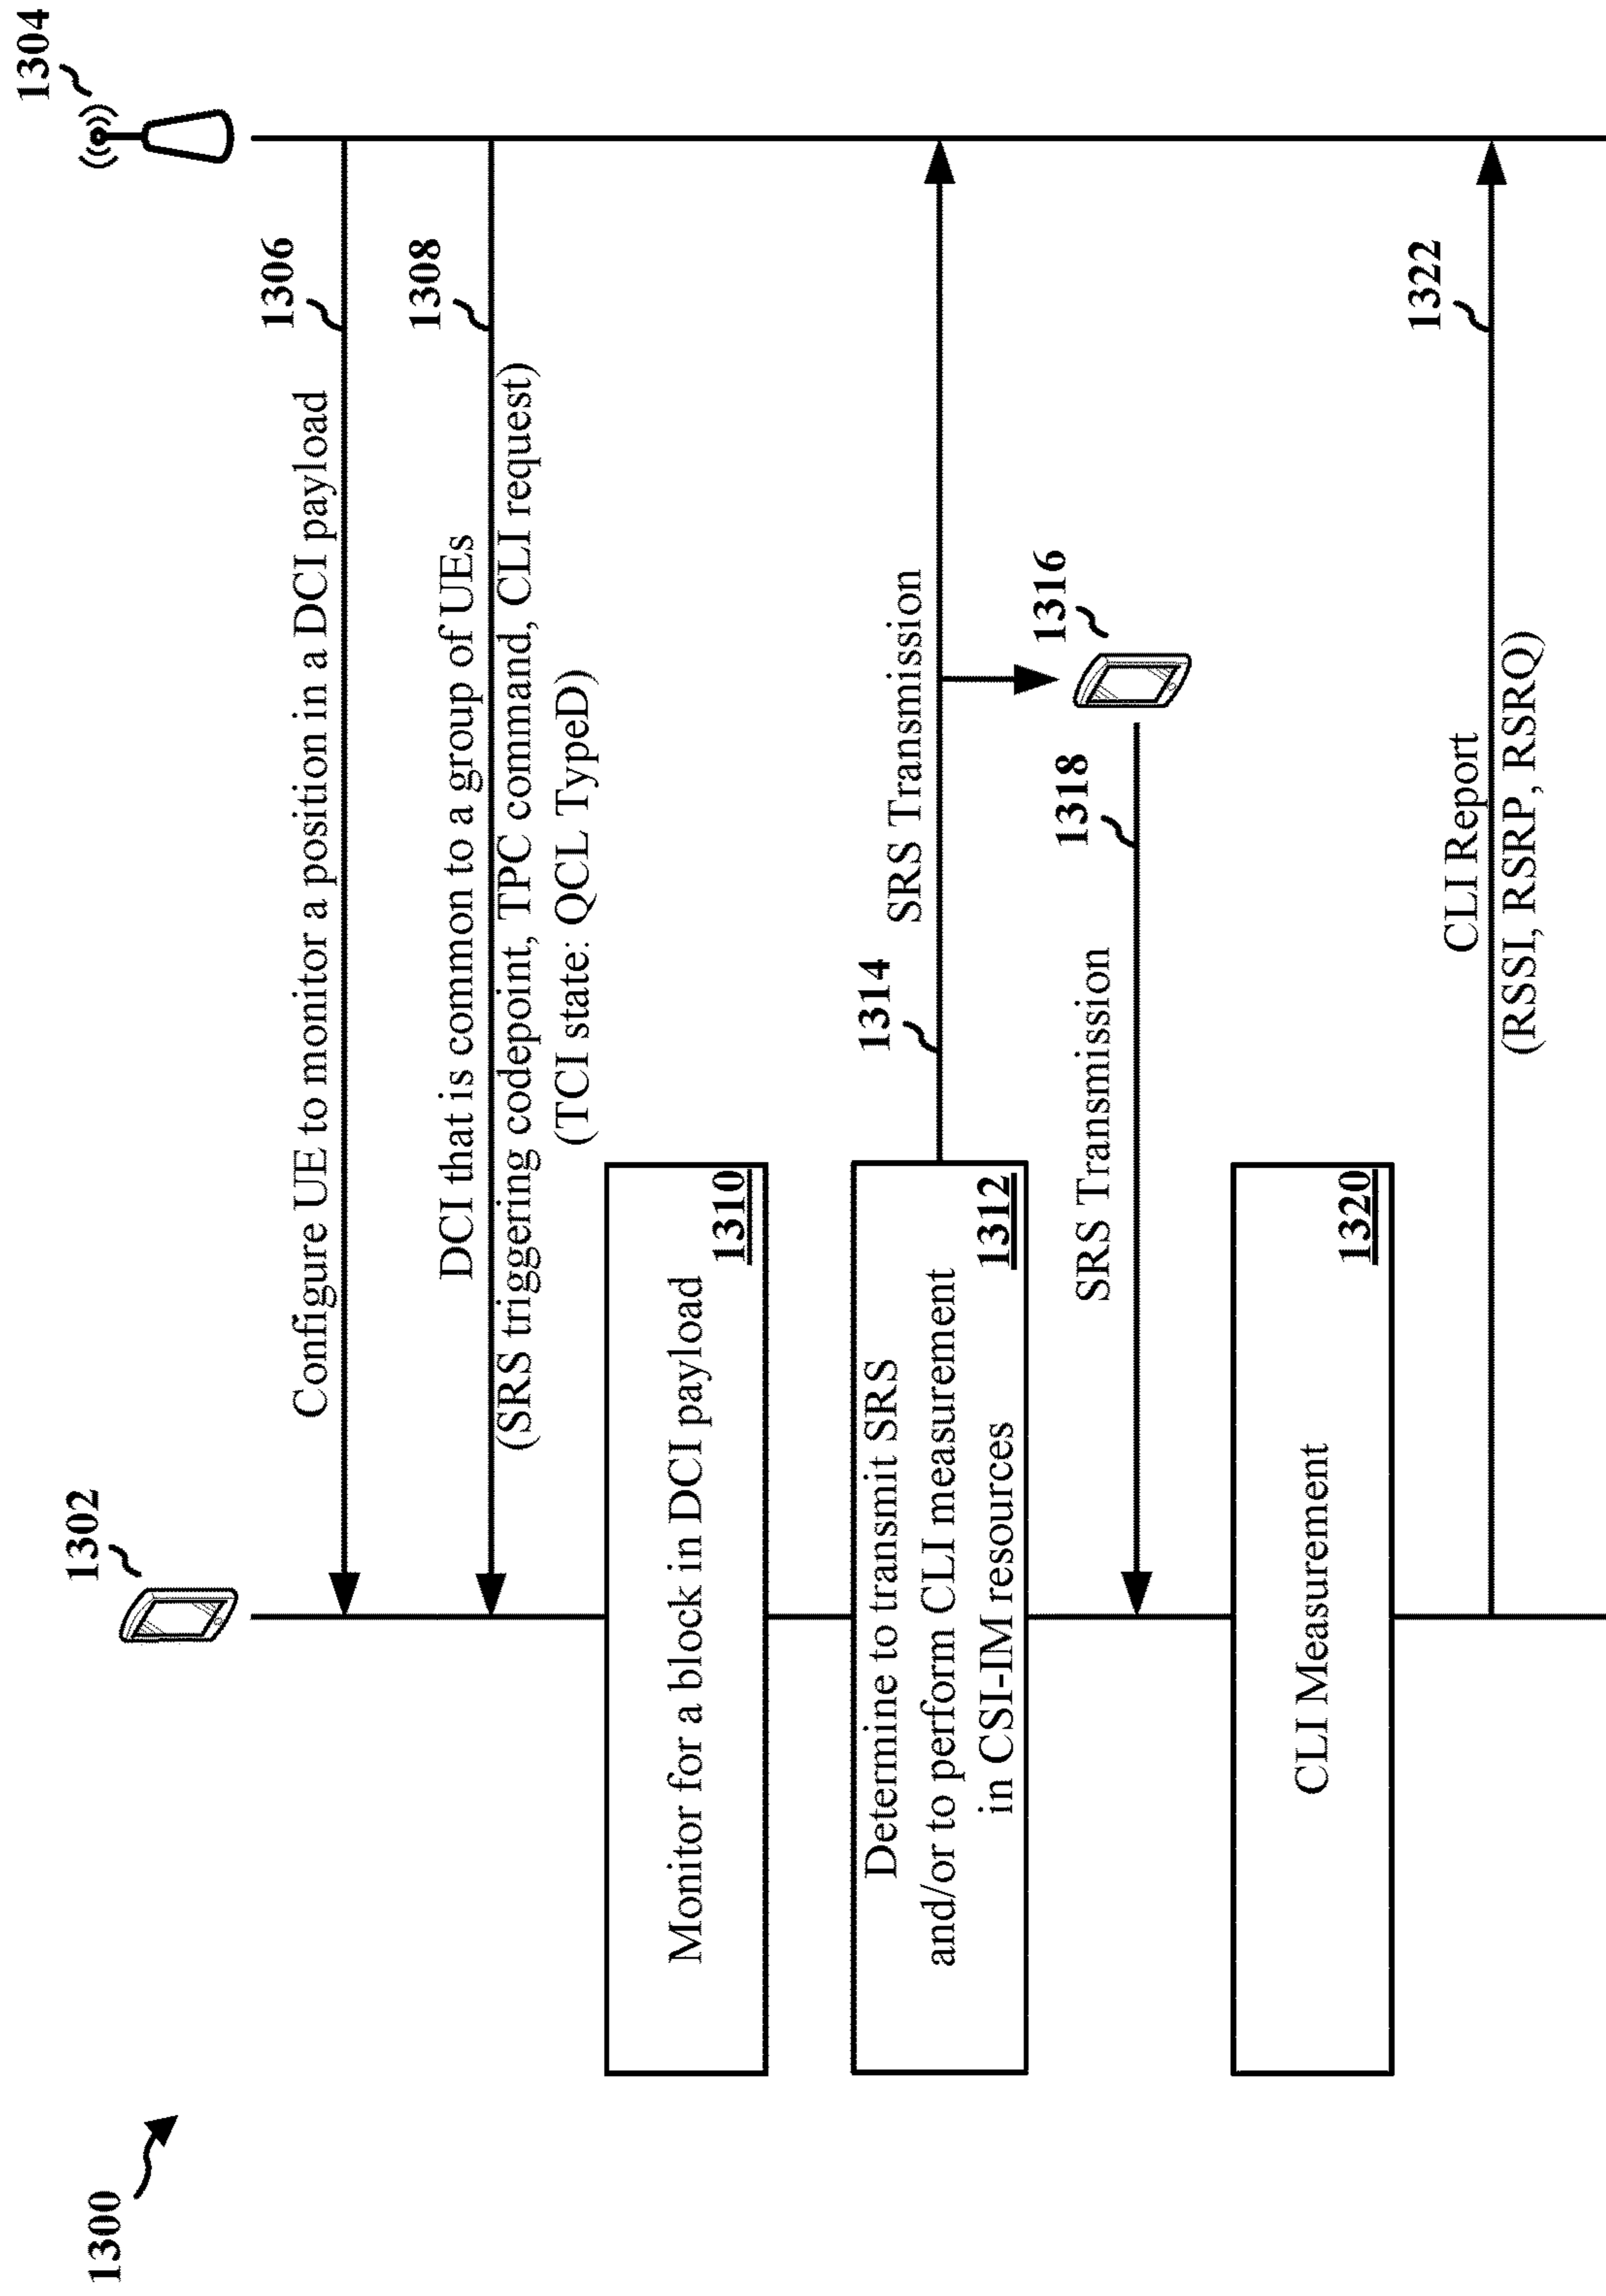 1300
1302
1304
1306
Configure UE to monitor a position in a DCI payload
1308
DCI that is common to a group of UEs
(SRS triggering codepoint, TPC command, CLI request)
(TCI state: QCL TypeD)
Monitor for a block in DCI payload
1310
Determine to transmit SRS
and/or to perform CLI measurement
in CSI-IM resources
1312
1314
SRS Transmission
1316
1318
SRS Transmission
CLI Measurement
1320
1322
CLI Report
(RSSI, RSRP, RSRQ)